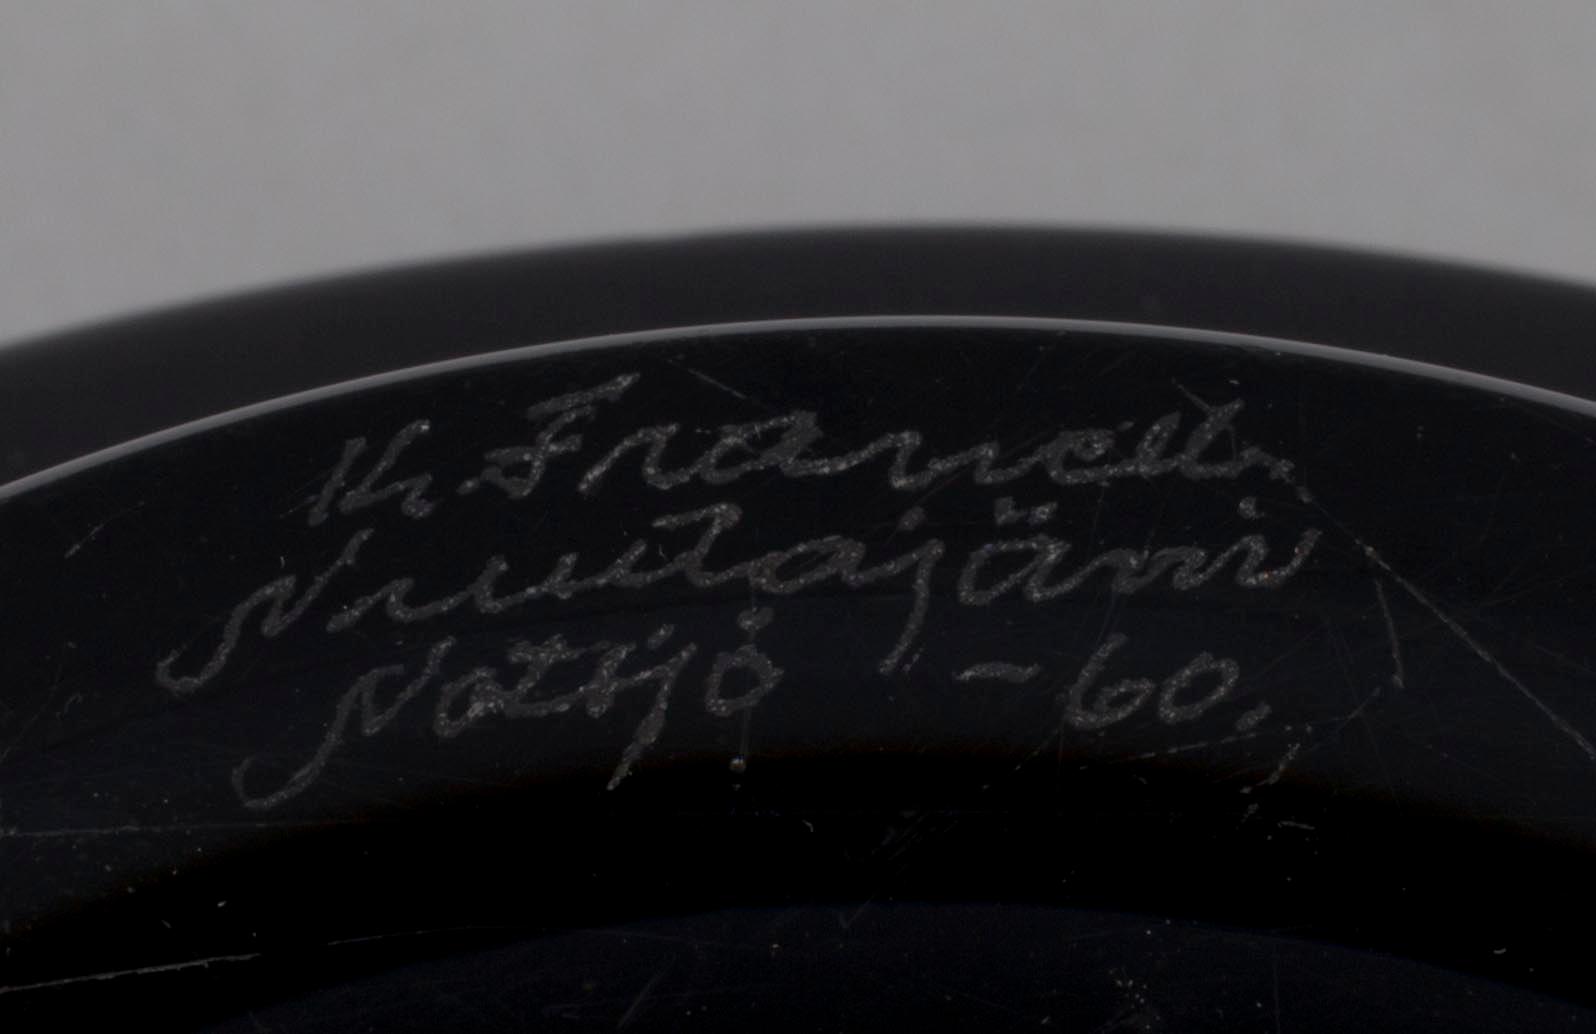 K. Franck.
Nuutajärvi
Notsjö -60.